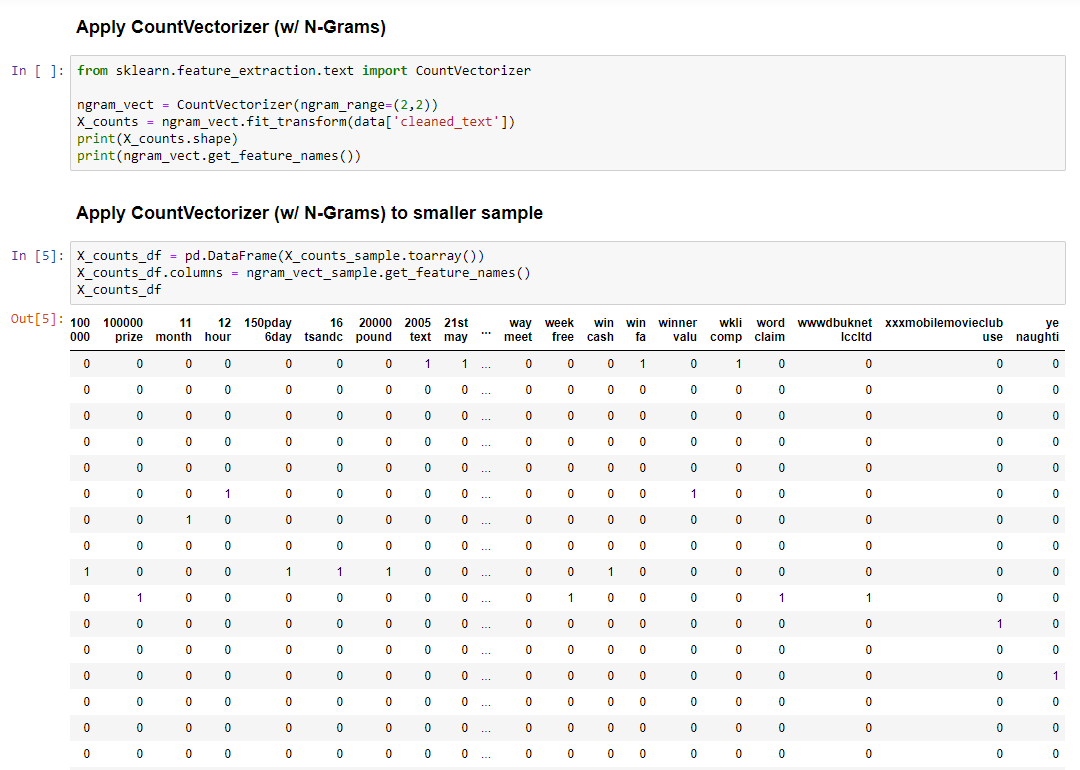 Apply CountVectorizer (w/ N-Grams)
In [ ]: from sklearn.feature_extraction.text import CountVectorizer
ngram_vect = CountVectorizer(ngram_range=(2,2))
X_counts = ngram_vect.fit_transform(data['cleaned_text'])
print(X_counts.shape)
print(ngram_vect.get_feature_names())
Apply CountVectorizer (w/ N-Grams) to smaller sample
In [5]: X_counts_df = pd.DataFrame(X_counts_sample.toarray())
X_counts_df.columns = ngram_vect_sample.get_feature_names()
X_counts_df
Out[5]: 100 100000 11 12 150pday 16 20000 2005 21st ... way week win win winner wkli word wwwdbuknet xxxmobilemovieclub ye
000 prize month hour 6day tsandc pound text may meet free cash fa valu comp claim lccltd use naughti
0 0 0 0 0 0 0 1 1 ... 0 0 0 1 0 1 0 0 0 0
0 0 0 0 0 0 0 0 0 ... 0 0 0 0 0 0 0 0 0 0
0 0 0 0 0 0 0 0 0 ... 0 0 0 0 0 0 0 0 0 0
0 0 0 0 0 0 0 0 0 ... 0 0 0 0 0 0 0 0 0 0
0 0 0 0 0 0 0 0 0 ... 0 0 0 0 0 0 0 0 0 0
0 0 0 1 0 0 0 0 0 ... 0 0 0 0 1 0 0 0 0 0
0 0 1 0 0 0 0 0 0 ... 0 0 0 0 0 0 0 0 0 0
0 0 0 0 0 0 0 0 0 ... 0 0 0 0 0 0 0 0 0 0
1 0 0 0 1 1 1 0 0 ... 0 0 1 0 0 0 0 0 0 0
0 1 0 0 0 0 0 0 0 ... 0 1 0 0 0 0 1 1 0 0
0 0 0 0 0 0 0 0 0 ... 0 0 0 0 0 0 0 0 1 0
0 0 0 0 0 0 0 0 0 ... 0 0 0 0 0 0 0 0 0 0
0 0 0 0 0 0 0 0 0 ... 0 0 0 0 0 0 0 0 0 1
0 0 0 0 0 0 0 0 0 ... 0 0 0 0 0 0 0 0 0 0
0 0 0 0 0 0 0 0 0 ... 0 0 0 0 0 0 0 0 0 0
0 0 0 0 0 0 0 0 0 ... 0 0 0 0 0 0 0 0 0 0